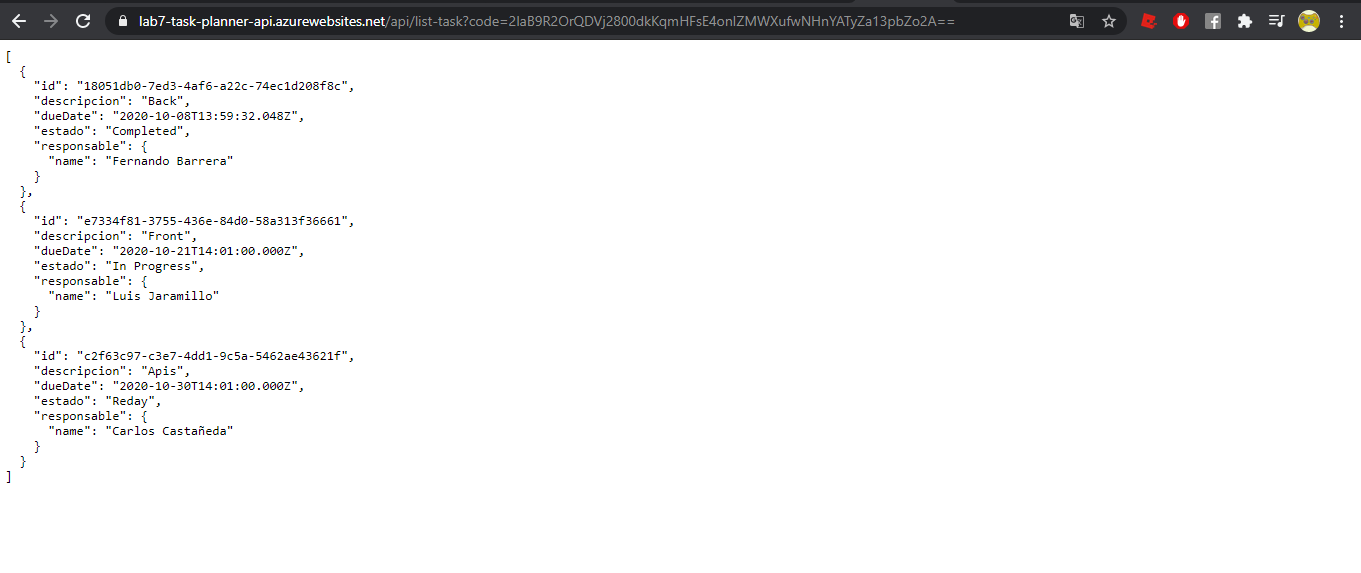 lab7-task-planner-api.azurewebsites.net/api/list-task?code=2IaB9R2OrQDVj2800dkKqmHFsE4onIZMWXufwNHnYATyZa13pbZo2A==
[
  {
    "id": "18051db0-7ed3-4af6-a22c-74ec1d208f8c",
    "descripcion": "Back",
    "dueDate": "2020-10-08T13:59:32.048Z",
    "estado": "Completed",
    "responsable": {
      "name": "Fernando Barrera"
    }
  },
  {
    "id": "e7334f81-3755-436e-84d0-58a313f36661",
    "descripcion": "Front",
    "dueDate": "2020-10-21T14:01:00.000Z",
    "estado": "In Progress",
    "responsable": {
      "name": "Luis Jaramillo"
    }
  },
  {
    "id": "c2f63c97-c3e7-4dd1-9c5a-5462ae43621f",
    "descripcion": "Apis",
    "dueDate": "2020-10-30T14:01:00.000Z",
    "estado": "Reday",
    "responsable": {
      "name": "Carlos Castañeda"
    }
  }
]